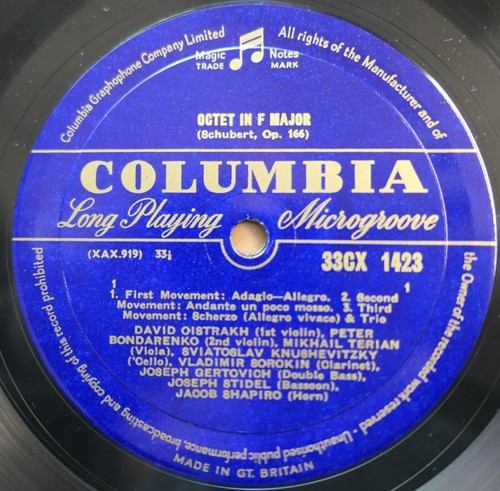 Columbia Graphophone Company Limited
All rights of the Manufacturer and of
the Owner of the recorded work reserved - Unauthorised public performance, broadcasting and copying of this record prohibited
Magic Notes
TRADE MARK
OCTET IN F MAJOR
(Schubert, Op. 166)
COLUMBIA
Long Playing Microgroove
(XAX.919) 33⅓
33CX 1423
1 1
1. First Movement: Adagio—Allegro. 2. Second
Movement: Andante un poco mosso. 3. Third
Movement: Scherzo (Allegro vivace) & Trio
DAVID OISTRAKH (1st violin), PETER
BONDARENKO (2nd violin), MIKHAIL TERIAN
(Viola), SVIATOSLAV KNUSHEVITZKY
('Cello), VLADIMIR SOROKIN (Clarinet),
JOSEPH GERTOVICH (Double Bass),
JOSEPH STIDEL (Bassoon),
JACOB SHAPIRO (Horn)
MADE IN GT. BRITAIN